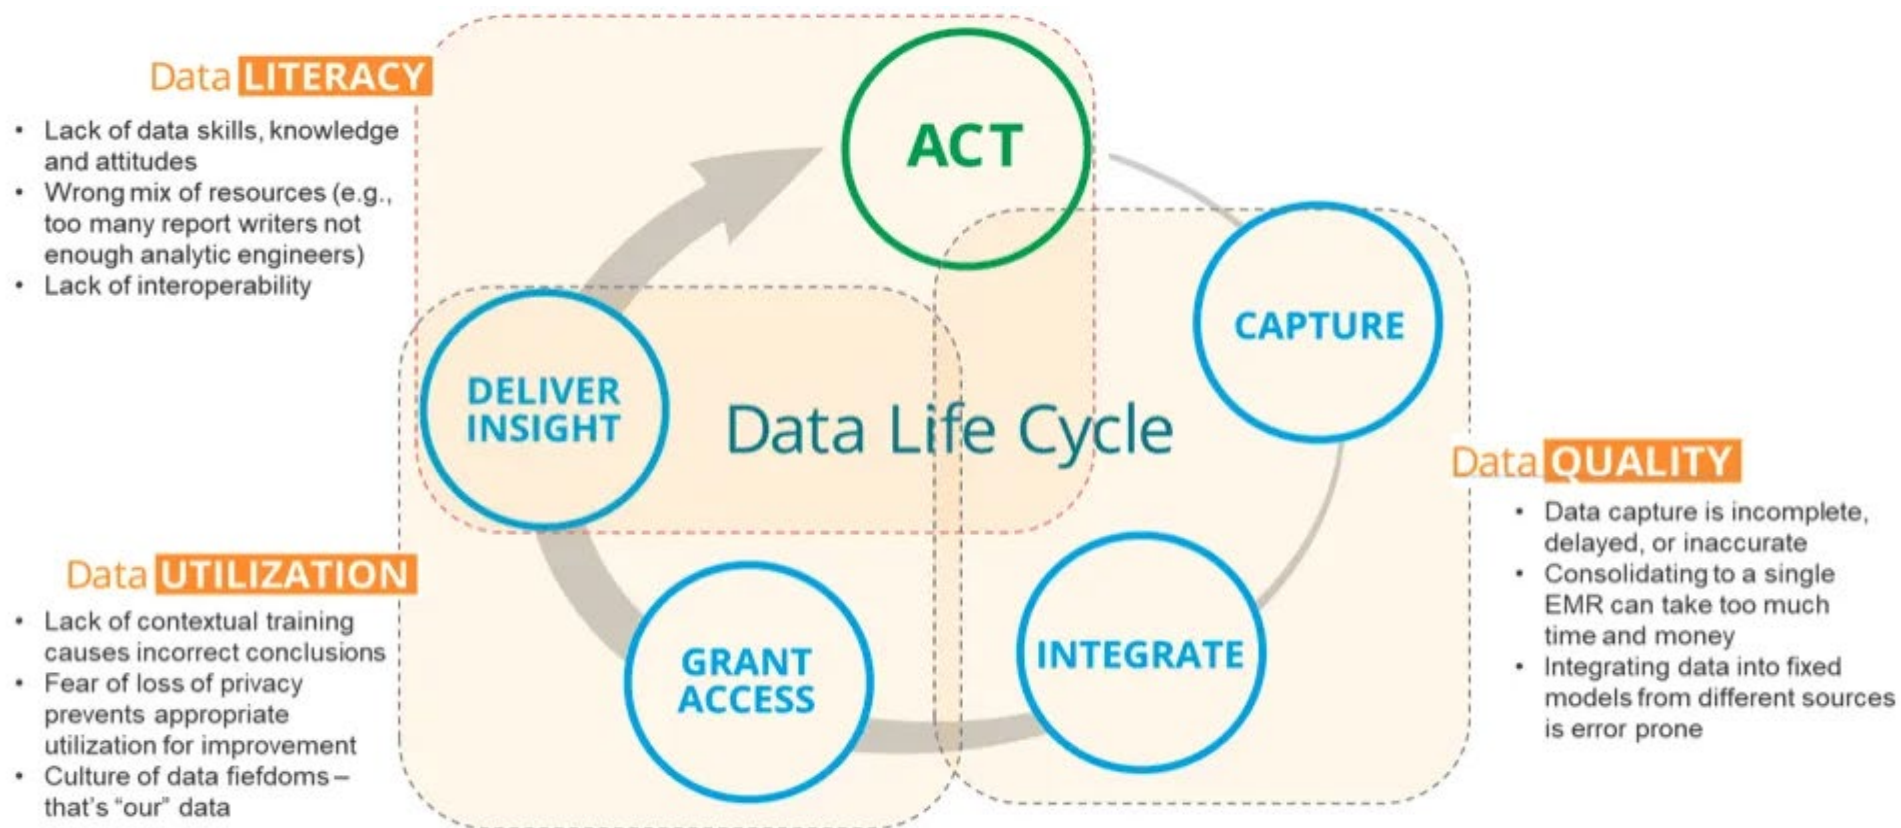 Data LITERACY
• Lack of data skills, knowledge
and attitudes
• Wrong mix of resources (e.g.,
too many report writers not
enough analytic engineers)
• Lack of interoperability
ACT
CAPTURE
DELIVER
INSIGHT
Data Life Cycle
Data QUALITY
• Data capture is incomplete,
delayed, or inaccurate
• Consolidating to a single
EMR can take too much
time and money
• Integrating data into fixed
models from different sources
is error prone
Data UTILIZATION
• Lack of contextual training
causes incorrect conclusions
• Fear of loss of privacy
prevents appropriate
utilization for improvement
• Culture of data fiefdoms –
that's “our” data
GRANT
ACCESS
INTEGRATE